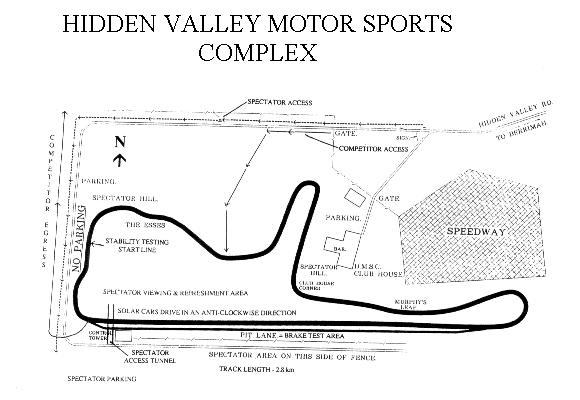 HIDDEN VALLEY MOTOR SPORTS
COMPLEX
SPECTATOR ACCESS
HIDDEN VALLEY RD.
TO BERRIMAH
GATE.
SIGN.
COMPETITOR ACCESS
N
COMPETITOR EGRESS
PARKING.
SPECTATOR HILL.
GATE
NO PARKING
THE ESSES
PARKING.
SPEEDWAY
STABILITY TESTING
START LINE
BAR.
SPECTATOR
HILL.
D.M.S.C.
CLUB HOUSE
CLUB HOUSE
CORNER
SPECTATOR VIEWING & REFRESHMENT AREA
MURPHY'S
LEAP
SOLAR CARS DRIVE IN AN ANTI-CLOCKWISE DIRECTION
CONTROL
TOWER
PIT LANE = BRAKE TEST AREA
SPECTATOR
ACCESS TUNNEL
SPECTATOR AREA ON THIS SIDE OF FENCE
TRACK LENGTH - 2.8 km
SPECTATOR PARKING